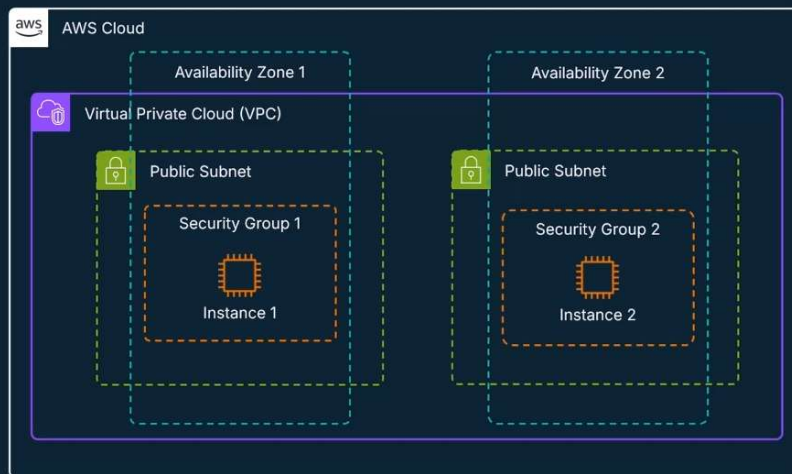 aws
AWS Cloud
Availability Zone 1
Availability Zone 2
Virtual Private Cloud (VPC)
Public Subnet
Public Subnet
Security Group 1
Security Group 2
Instance 1
Instance 2